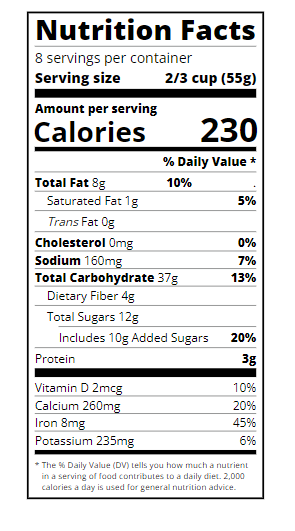 Nutrition Facts
8 servings per container
Serving size 2/3 cup (55g)
Amount per serving
Calories 230
% Daily Value *
Total Fat 8g 10% .
Saturated Fat 1g 5%
Trans Fat 0g
Cholesterol 0mg 0%
Sodium 160mg 7%
Total Carbohydrate 37g 13%
Dietary Fiber 4g
Total Sugars 12g
Includes 10g Added Sugars 20%
Protein 3g
Vitamin D 2mcg 10%
Calcium 260mg 20%
Iron 8mg 45%
Potassium 235mg 6%
* The % Daily Value (DV) tells you how much a nutrient
in a serving of food contributes to a daily diet. 2,000
calories a day is used for general nutrition advice.